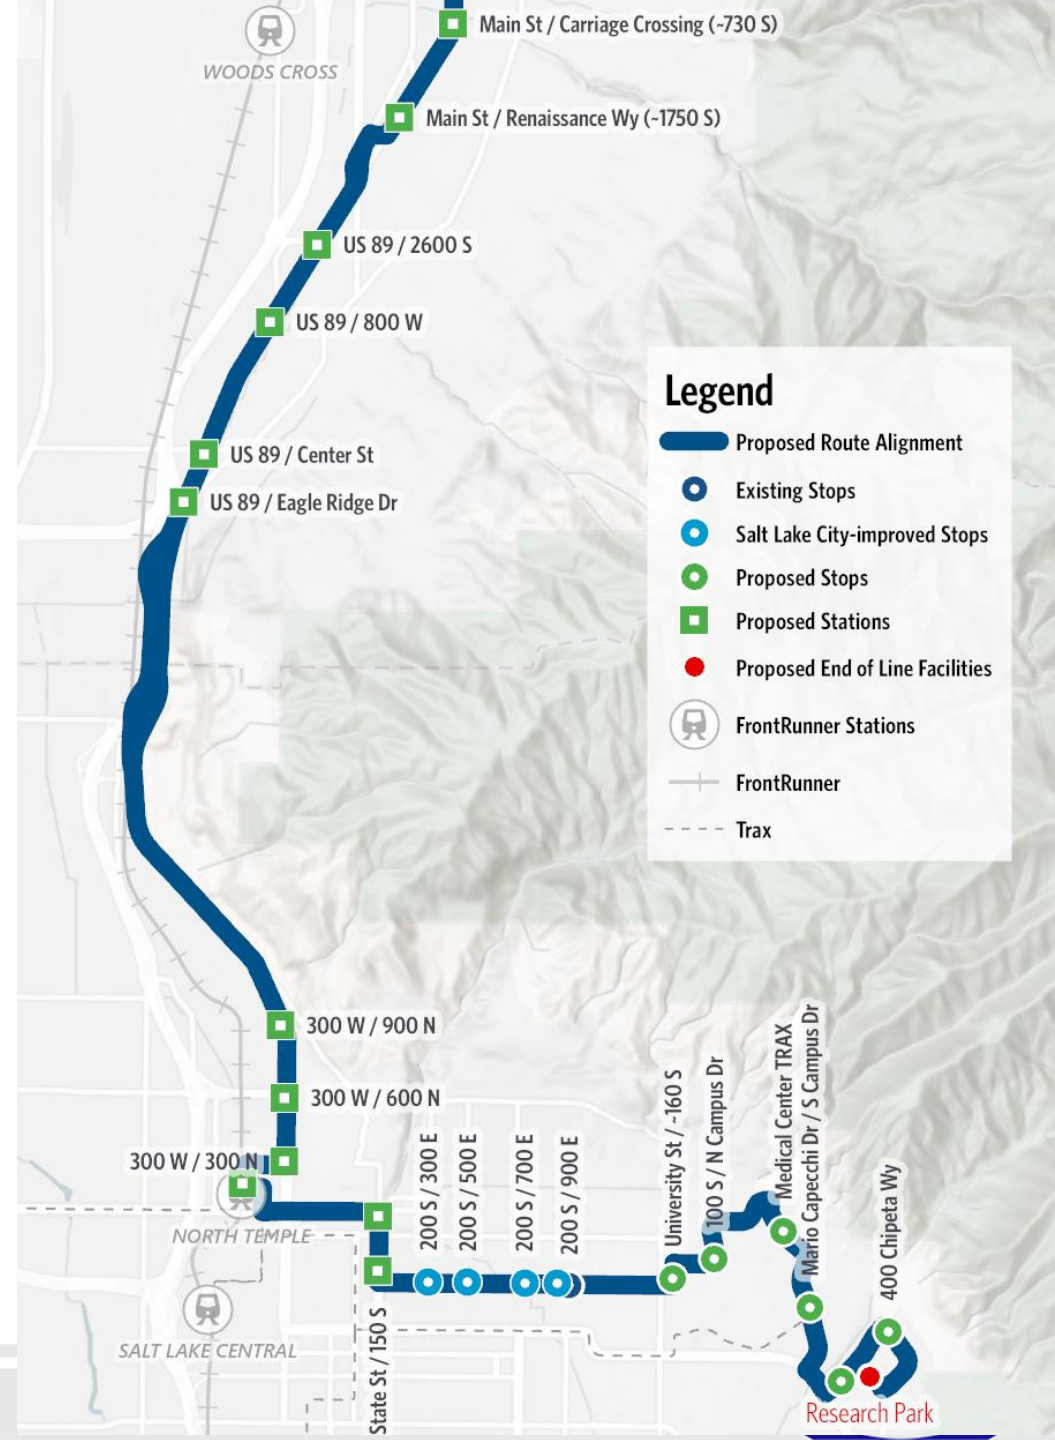 Main St / Carriage Crossing (~730 S)
WOODS CROSS
Main St / Renaissance Wy (~1750 S)
US 89 / 2600 S
US 89 / 800 W
Legend
Proposed Route Alignment
Existing Stops
Salt Lake City-improved Stops
Proposed Stops
Proposed Stations
Proposed End of Line Facilities
FrontRunner Stations
FrontRunner
Trax
US 89 / Center St
US 89 / Eagle Ridge Dr
300 W / 900 N
300 W / 600 N
300 W / 300 N
NORTH TEMPLE
SALT LAKE CENTRAL
State St / 150 S
200 S / 300 E
200 S / 500 E
200 S / 700 E
200 S / 900 E
University St / ~160 S
100 S / N Campus Dr
Medical Center TRAX
Mario Capecchi Dr / S Campus Dr
400 Chipeta Wy
Research Park